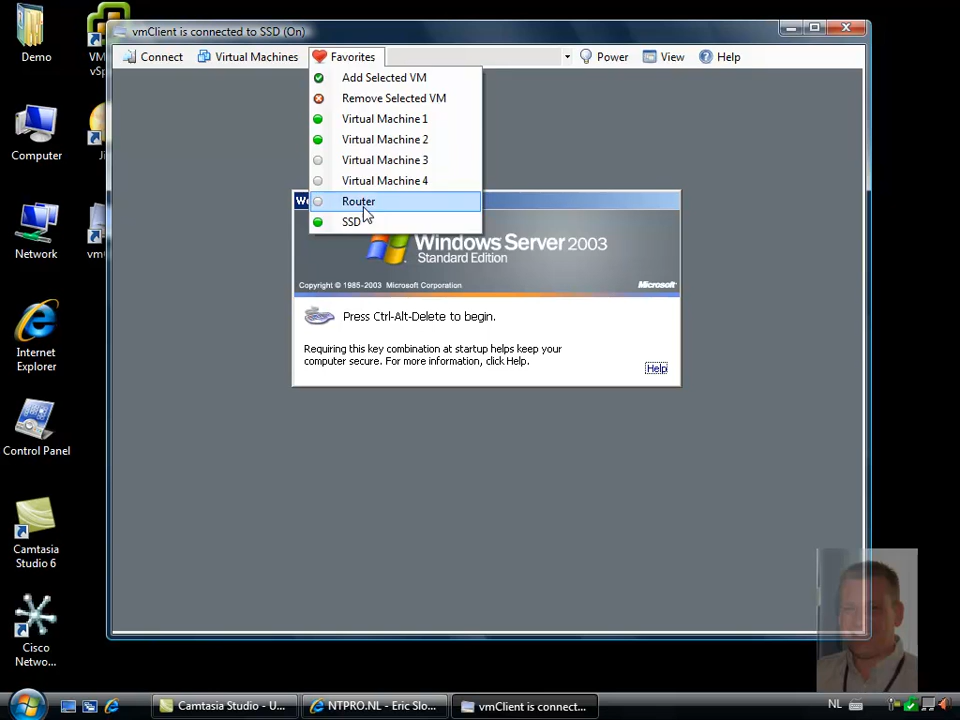 Demo
VM
vSp
Computer
Ji
Network
vmC
Internet
Explorer
Control Panel
Camtasia
Studio 6
Cisco
Netwo...
vmClient is connected to SSD (On)
Connect
Virtual Machines
Favorites
Power
View
Help
Add Selected VM
Remove Selected VM
Virtual Machine 1
Virtual Machine 2
Virtual Machine 3
Virtual Machine 4
Router
SSD
Windows Server 2003
Standard Edition
Copyright © 1985-2003 Microsoft Corporation
Microsoft
Press Ctrl-Alt-Delete to begin.
Requiring this key combination at startup helps keep your
computer secure. For more information, click Help.
Help
Camtasia Studio - U...
NTPRO.NL - Eric Slo...
vmClient is connect...
NL